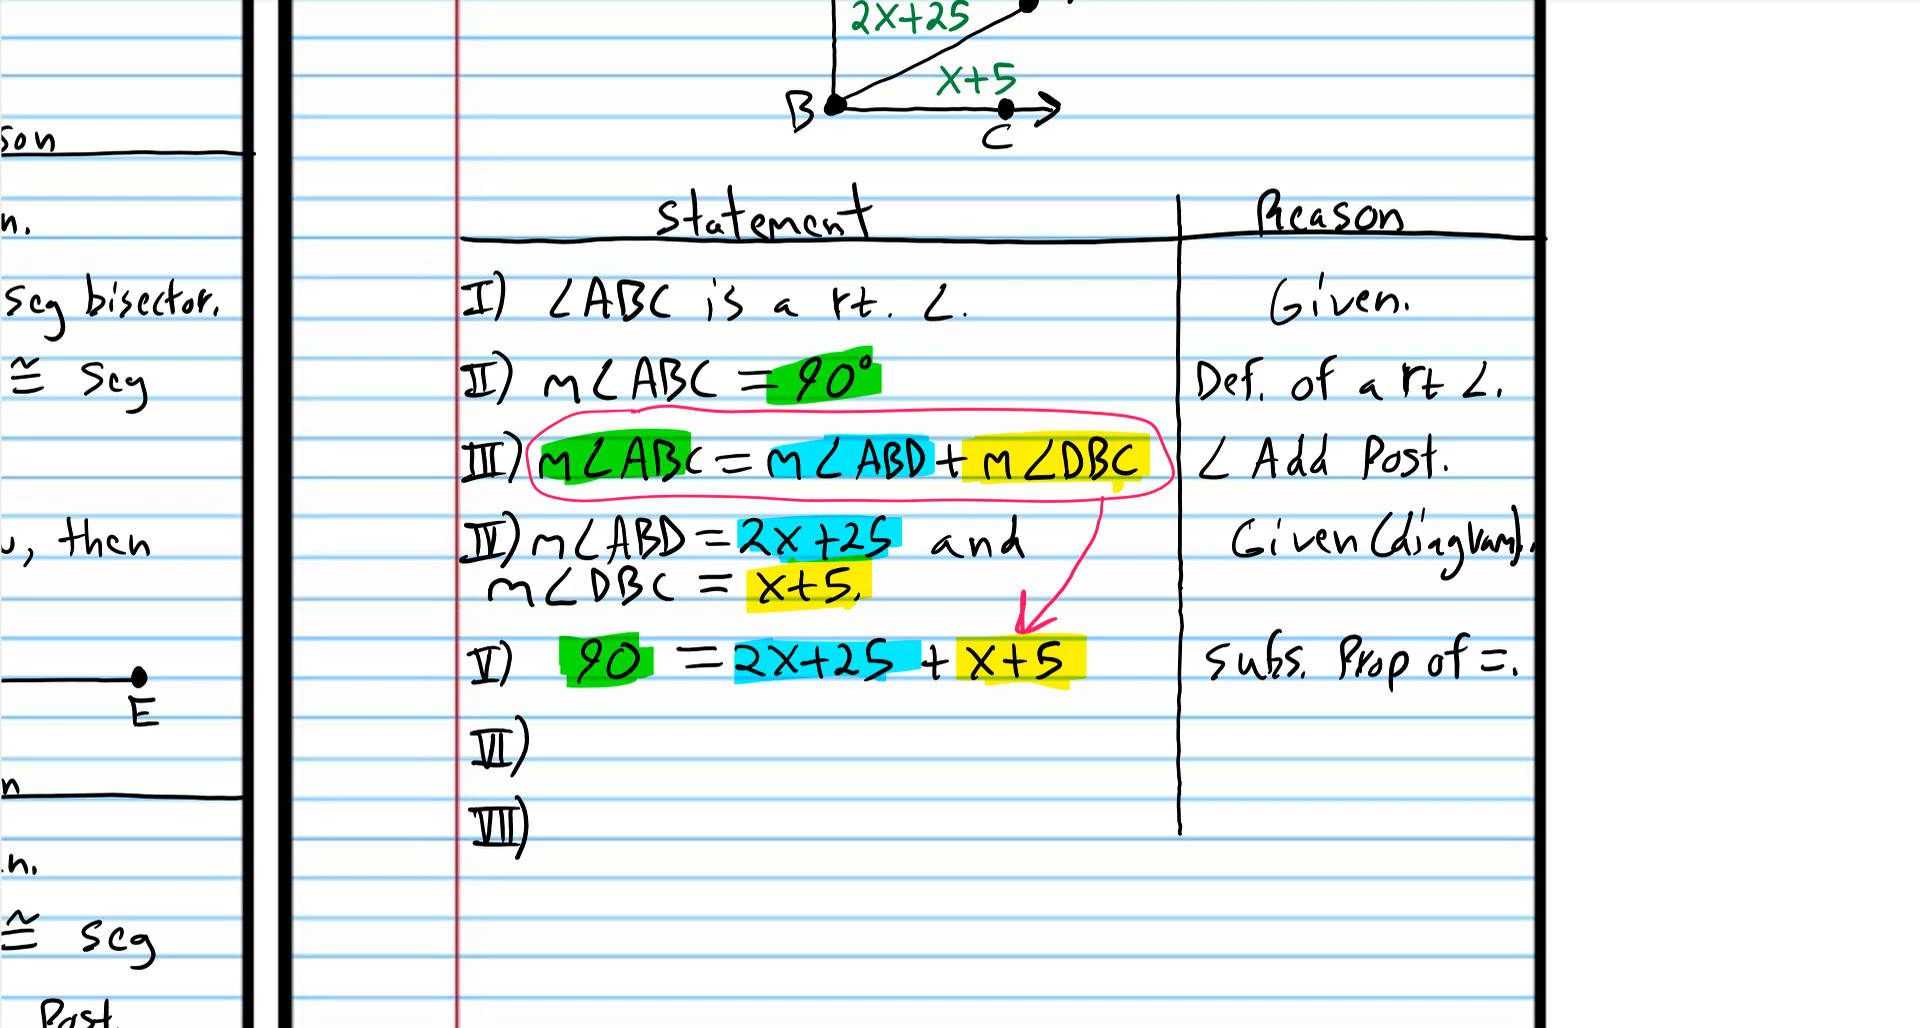 2x+25
x+5
B
C
son
n.
seg bisector.
≅ seg
, then
E
n
n.
≅ seg
Post.
Statement Reason
I) ∠ABC is a rt. ∠. Given.
II) m∠ABC = 90° Def. of a rt ∠.
III) m∠ABC = m∠ABD + m∠DBC ∠ Add Post.
IV) m∠ABD = 2x+25 and Given (diagram).
m∠DBC = x+5.
V) 90 = 2x+25 + x+5 Subs. Prop of =.
VI)
VII)